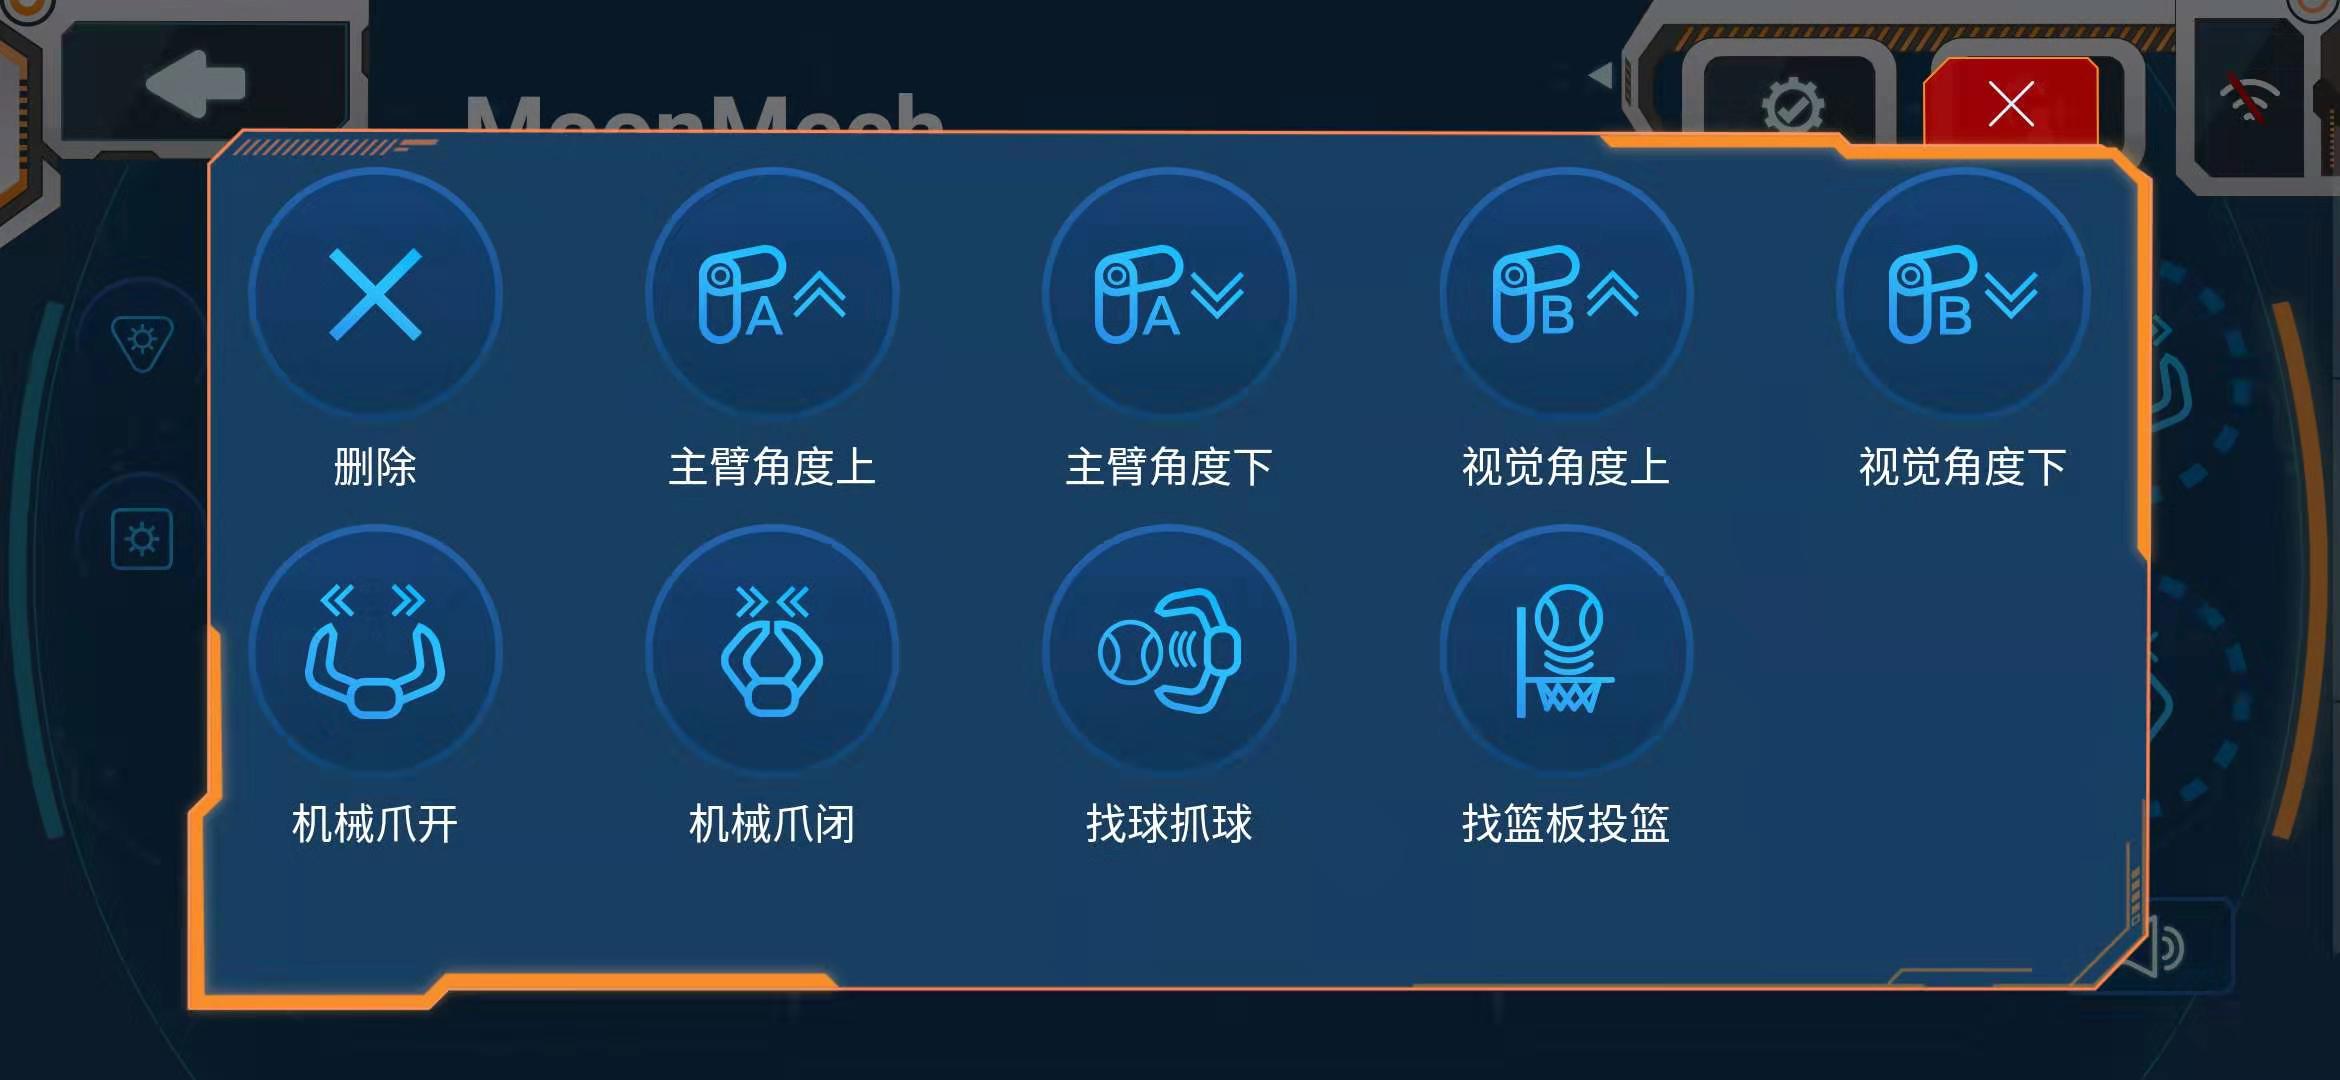 MoonMech
删除
主臂角度上
主臂角度下
视觉角度上
视觉角度下
A
A
B
B
机械爪开
机械爪闭
找球抓球
找篮板投篮